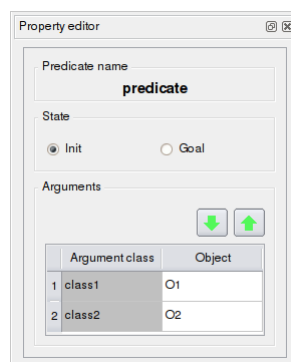 Property editor
Predicate name
predicate
State
Init Goal
Arguments
Argument class Object
1 class1 O1
2 class2 O2